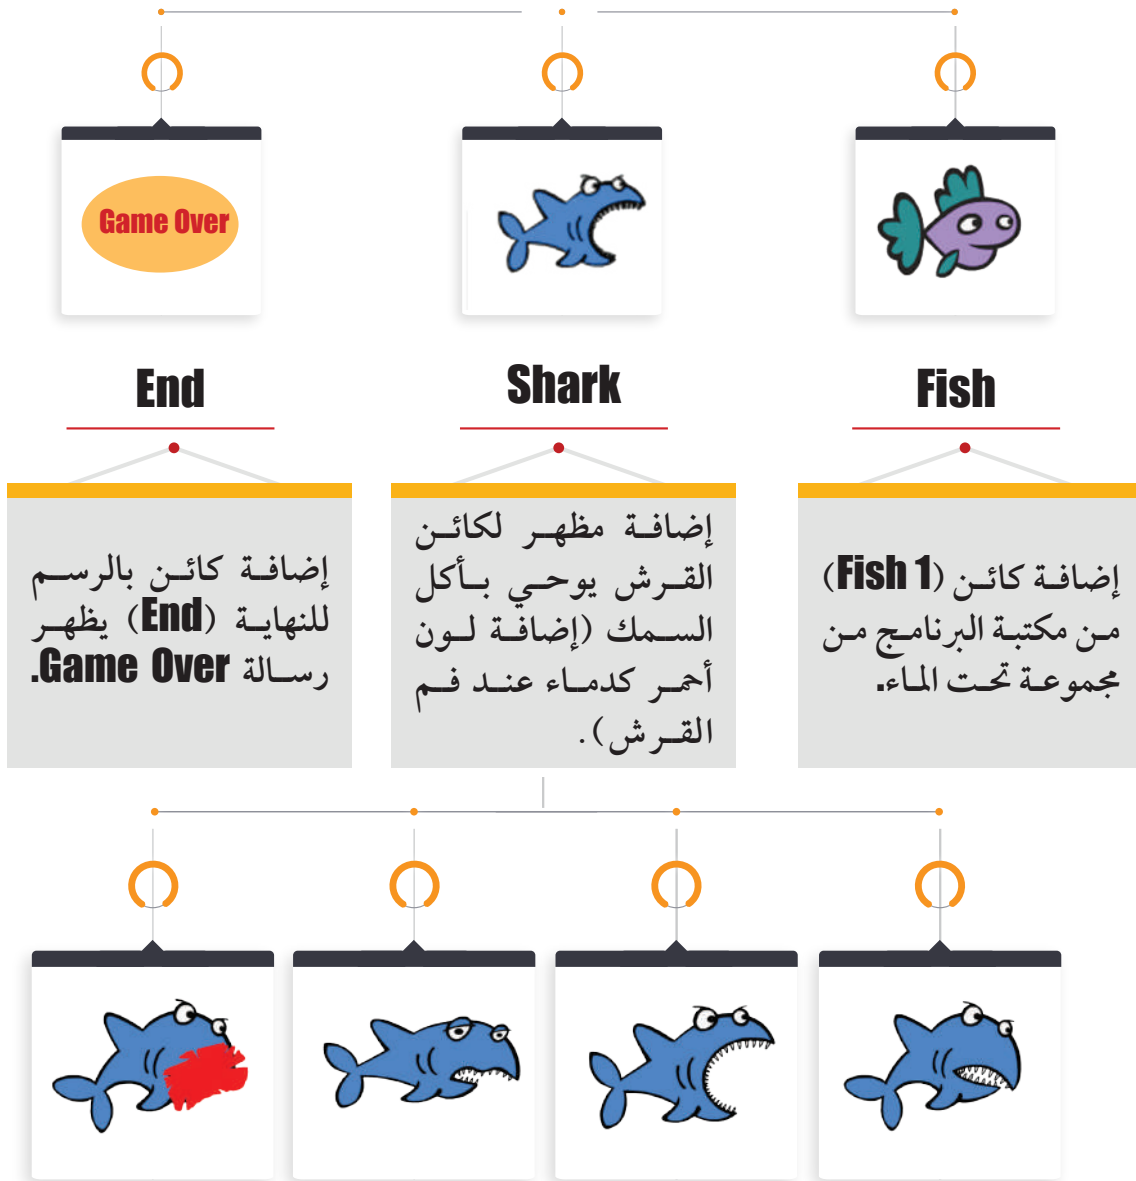 Game Over
Fish
Shark
End
إضافة كائن (Fish 1)
من مكتبة البرنامج من
مجموعة تحت الماء.
إضافة مظهر لكائن
القرش يوحي بأكل
السمك (إضافة لون
أحمر كدماء عند فم
القرش).
إضافة كائن بالرسم
للنهاية (End) يظهر
رسالة Game Over.